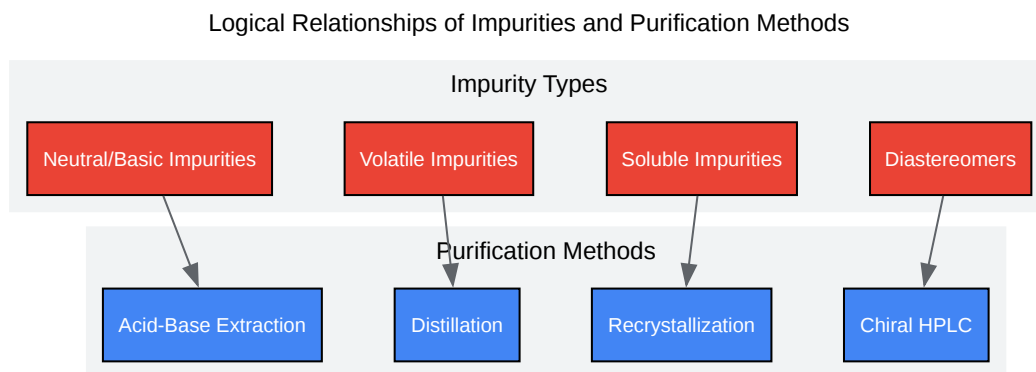 Logical Relationships of Impurities and Purification Methods
Impurity Types
Neutral/Basic Impurities
Volatile Impurities
Soluble Impurities
Diastereomers
Purification Methods
Acid-Base Extraction
Distillation
Recrystallization
Chiral HPLC